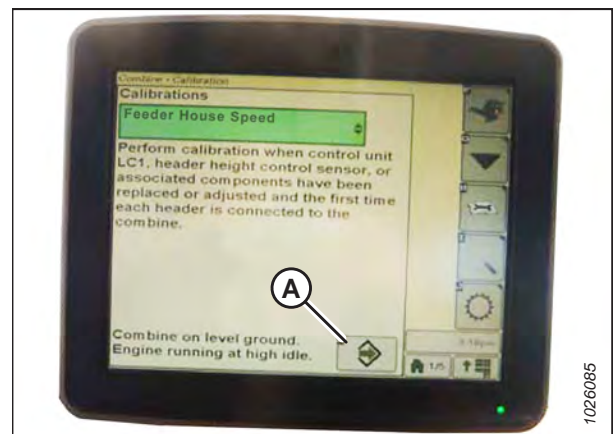 Combine - Calibration
Calibrations
Feeder House Speed
Perform calibration when control unit
LC1, header height control sensor, or
associated components have been
replaced or adjusted and the first time
each header is connected to the
combine.
A
Combine on level ground.
Engine running at high idle.
1/5
1026085